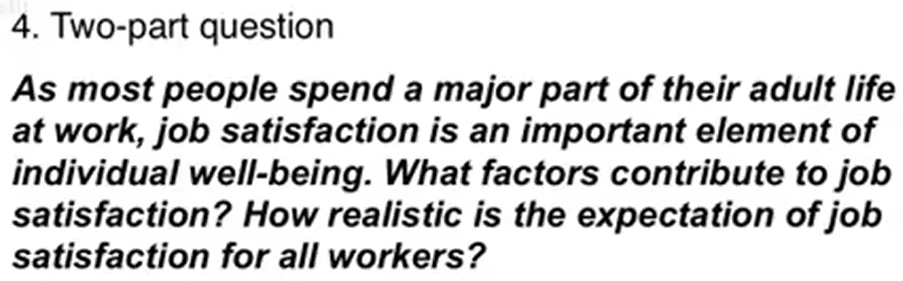 4. Two-part question
As most people spend a major part of their adult life
at work, job satisfaction is an important element of
individual well-being. What factors contribute to job
satisfaction? How realistic is the expectation of job
satisfaction for all workers?